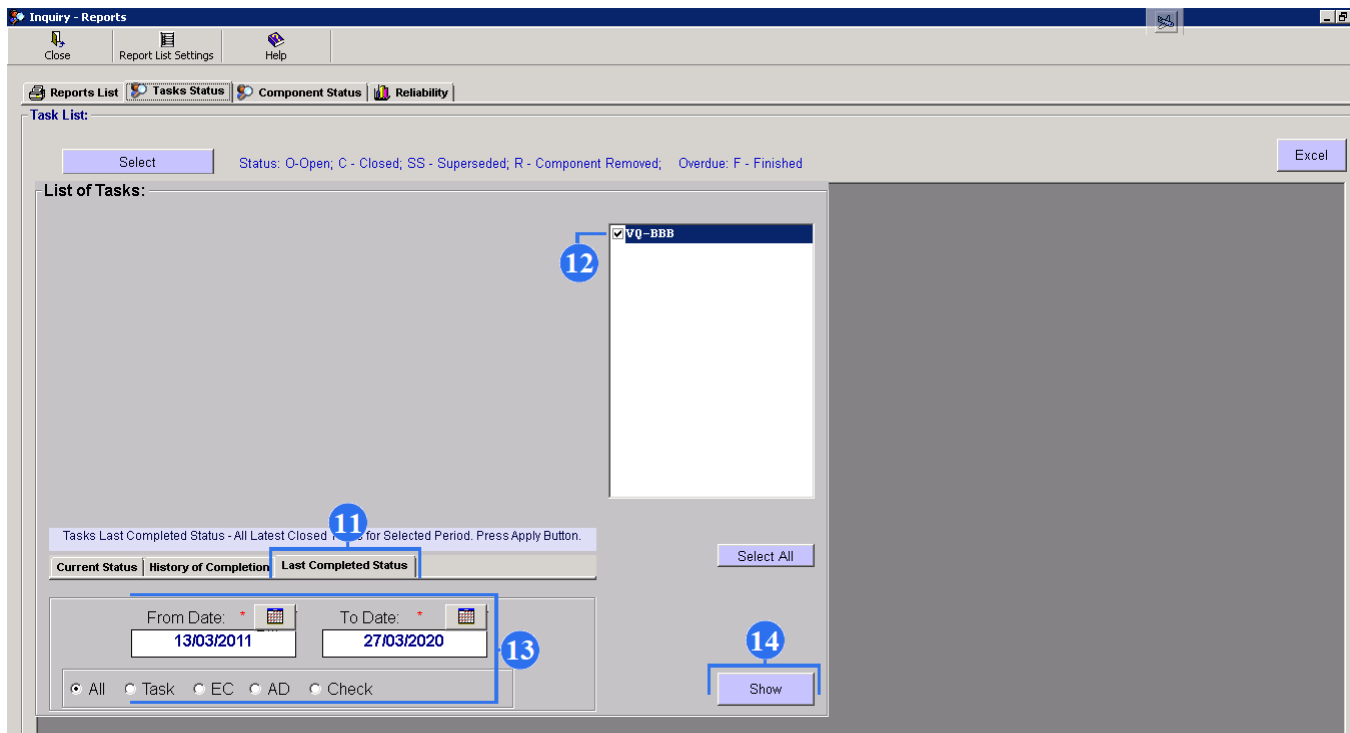 Inquiry - Reports
Close Report List Settings Help
Reports List Tasks Status Component Status Reliability
Task List:
Select Status: O-Open; C - Closed; SS - Superseded; R - Component Removed; Overdue: F - Finished Excel
List of Tasks:
VQ-BBB
12
11
Tasks Last Completed Status - All Latest Closed for Selected Period. Press Apply Button.
Select All
Current Status History of Completion Last Completed Status
From Date: * To Date: *
13/03/2011 27/03/2020
13
14
All Task EC AD Check
Show